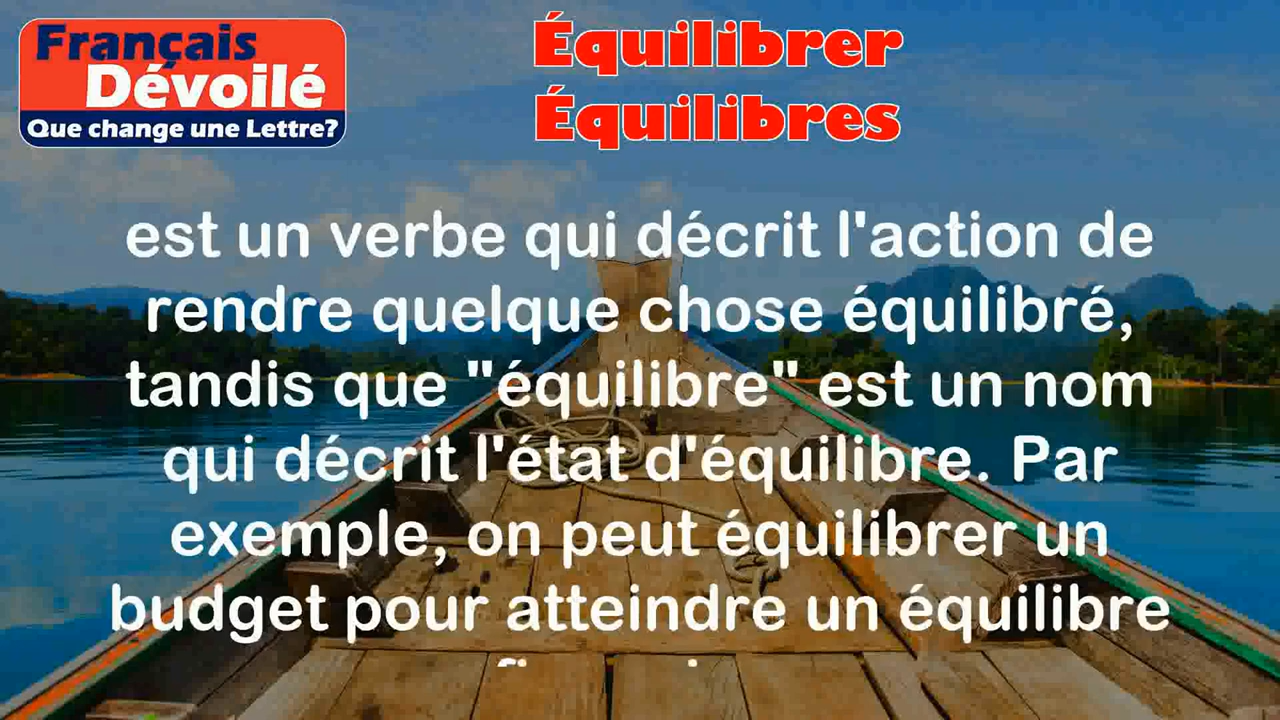 Français
Dévoilé
Que change une Lettre?
Équilibrer
Équilibres
est un verbe qui décrit l'action de
rendre quelque chose équilibré,
tandis que "équilibre" est un nom
qui décrit l'état d'équilibre. Par
exemple, on peut équilibrer un
budget pour atteindre un équilibre